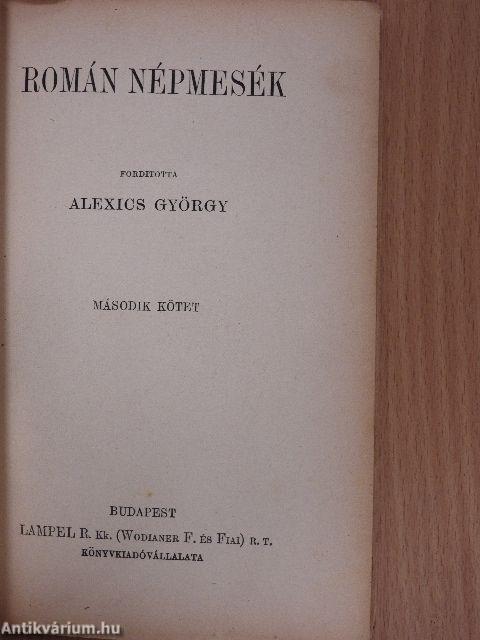 ROMÁN NÉPMESÉK
FORDITOTTA
ALEXICS GYÖRGY
MÁSODIK KÖTET
BUDAPEST
LAMPEL R. KK. (WODIANER F. ÉS FIAI) R. T.
KÖNYVKIADÓVÁLLALATA
Antikvárium.hu